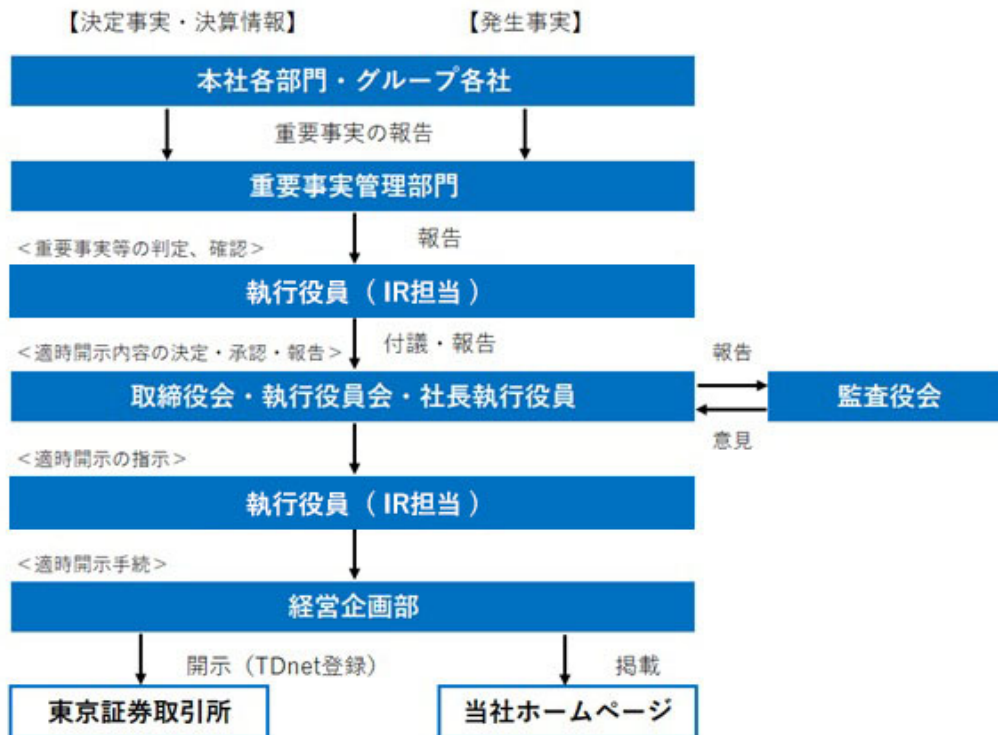 【決定事実・決算情報】 【発生事実】
本社各部門・グループ各社
重要事実の報告
重要事実管理部門
報告
＜重要事実等の判定、確認＞
執行役員（IR担当）
付議・報告
＜適時開示内容の決定・承認・報告＞
取締役会・執行役員会・社長執行役員
報告
監査役会
意見
＜適時開示の指示＞
執行役員（IR担当）
＜適時開示手続＞
経営企画部
開示（TDnet登録） 掲載
東京証券取引所 当社ホームページ